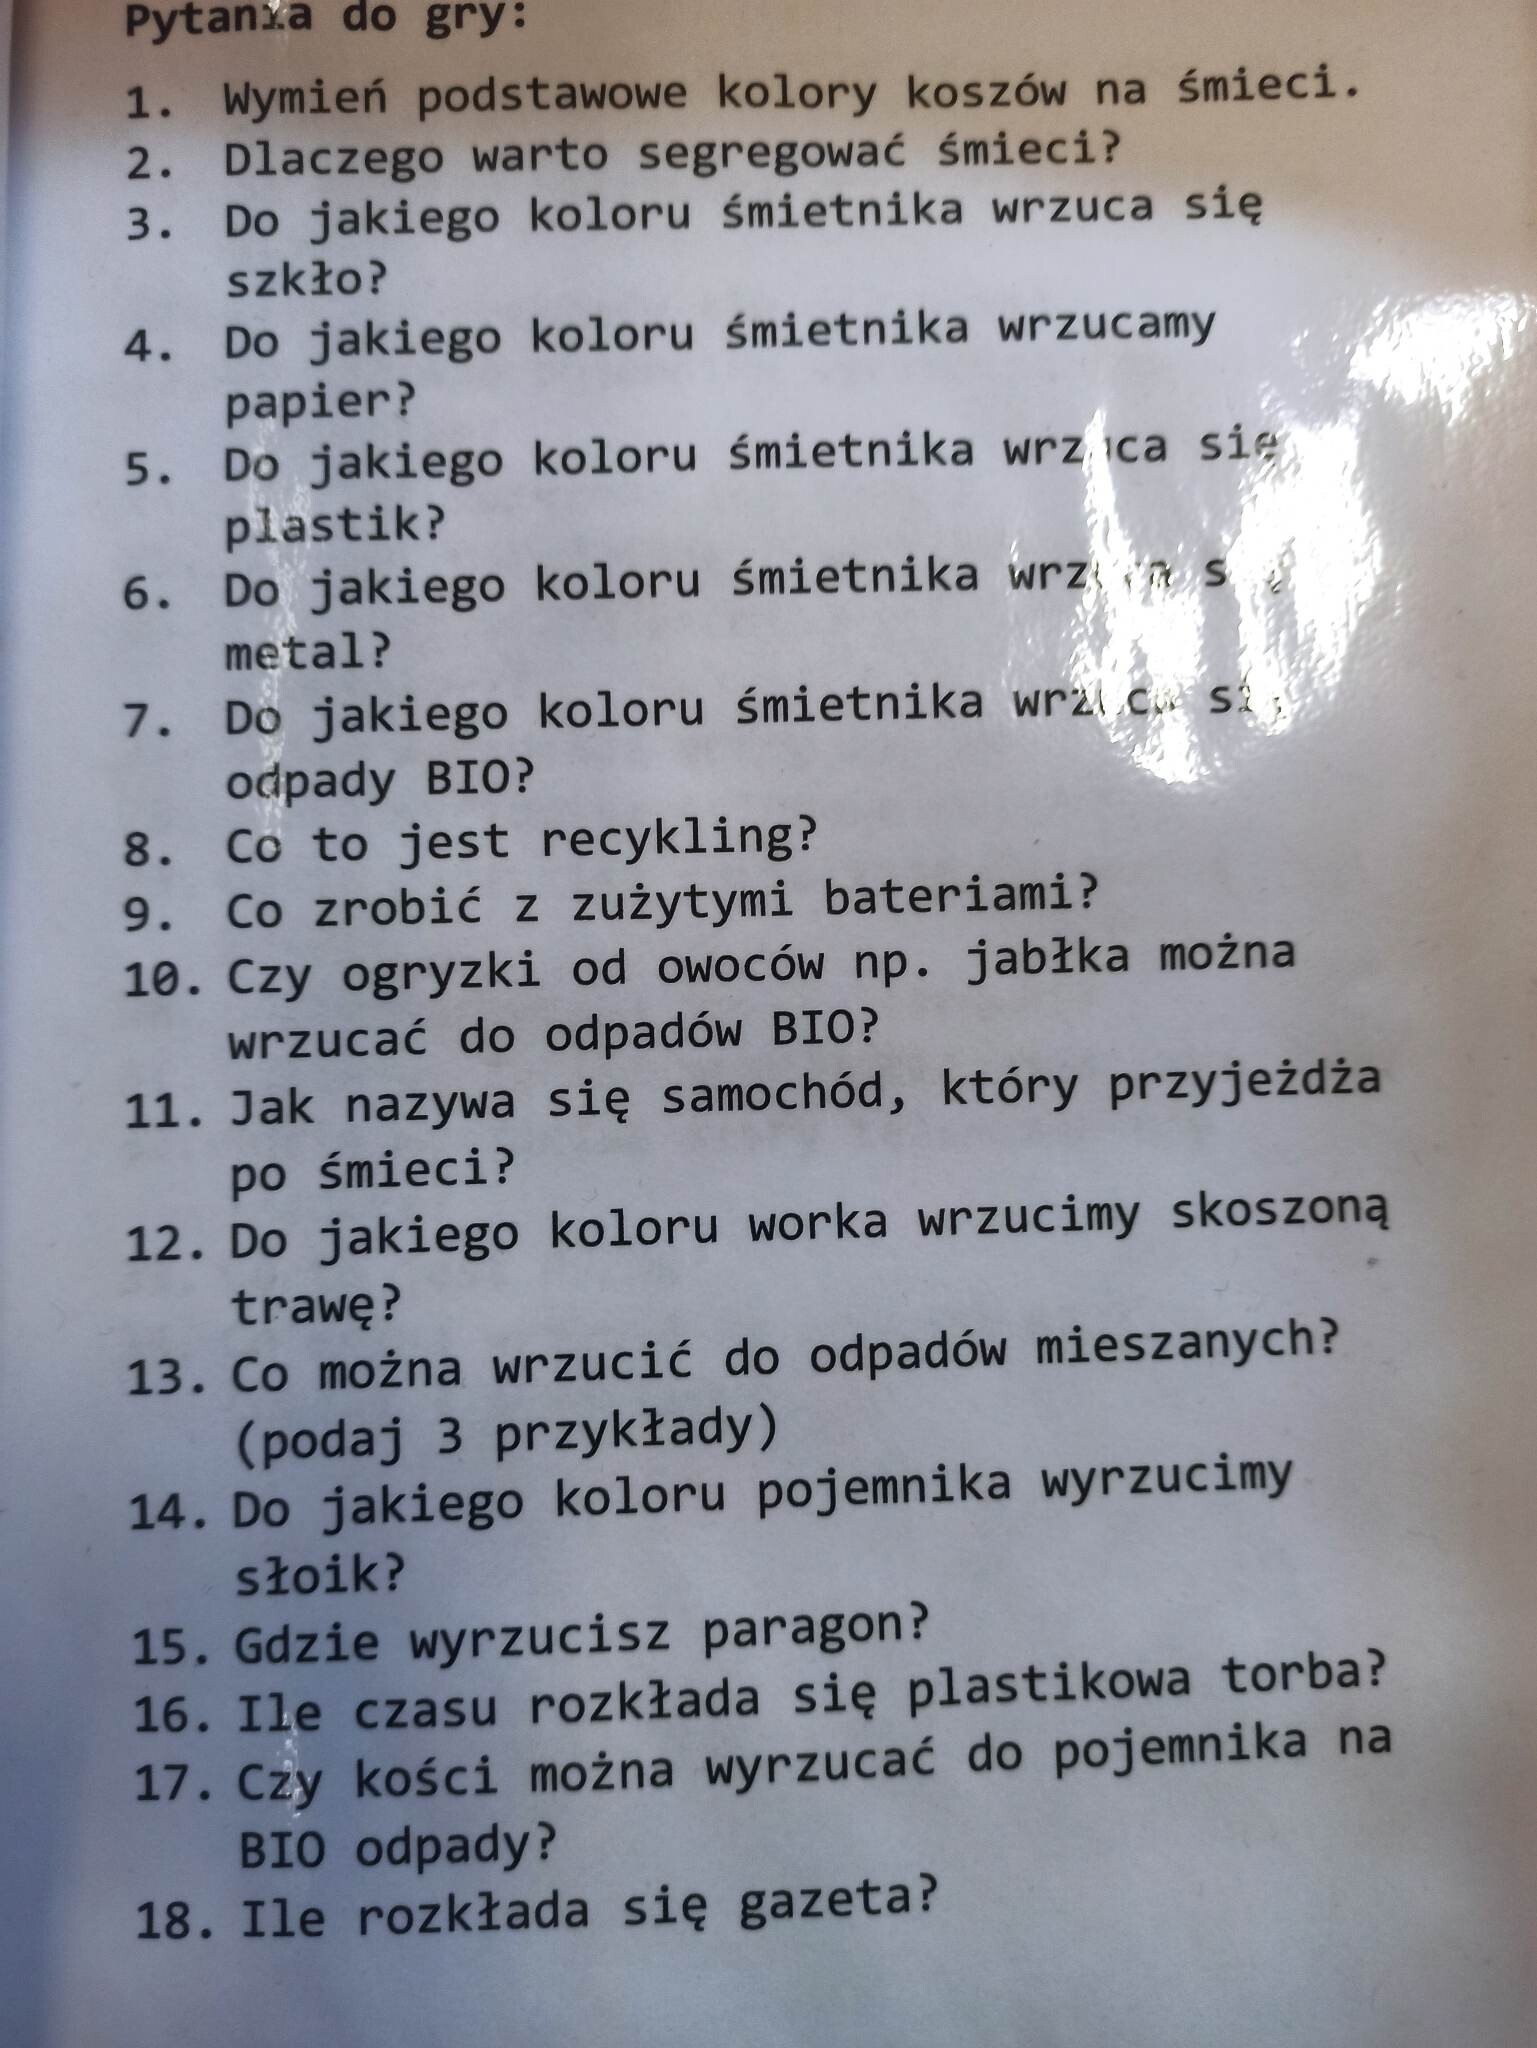 Pytania do gry:
1. Wymień podstawowe kolory koszów na śmieci.
2. Dlaczego warto segregować śmieci?
3. Do jakiego koloru śmietnika wrzuca się
szkło?
4. Do jakiego koloru śmietnika wrzucamy
papier?
5. Do jakiego koloru śmietnika wrzuca się
plastik?
6. Do jakiego koloru śmietnika wrzuca się
metal?
7. Do jakiego koloru śmietnika wrzuca się
odpady BIO?
8. Co to jest recykling?
9. Co zrobić z zużytymi bateriami?
10. Czy ogryzki od owoców np. jabłka można
wrzucać do odpadów BIO?
11. Jak nazywa się samochód, który przyjeżdża
po śmieci?
12. Do jakiego koloru worka wrzucimy skoszoną
trawę?
13. Co można wrzucić do odpadów mieszanych?
(podaj 3 przykłady)
14. Do jakiego koloru pojemnika wyrzucimy
słoik?
15. Gdzie wyrzucisz paragon?
16. Ile czasu rozkłada się plastikowa torba?
17. Czy kości można wyrzucać do pojemnika na
BIO odpady?
18. Ile rozkłada się gazeta?